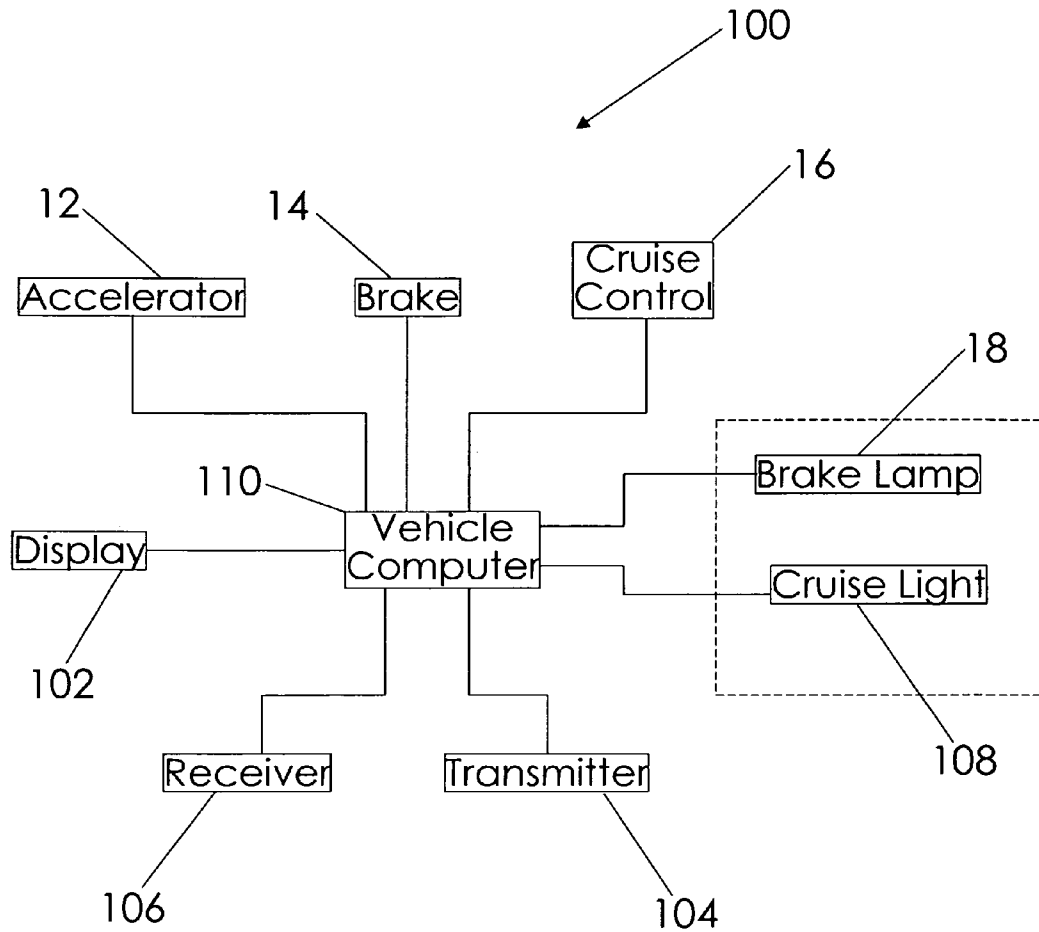 100
16
12
14
Cruise
Control
Accelerator
Brake
18
Brake Lamp
110
Vehicle
Computer
Display
Cruise Light
102
108
Receiver
Transmitter
106
104